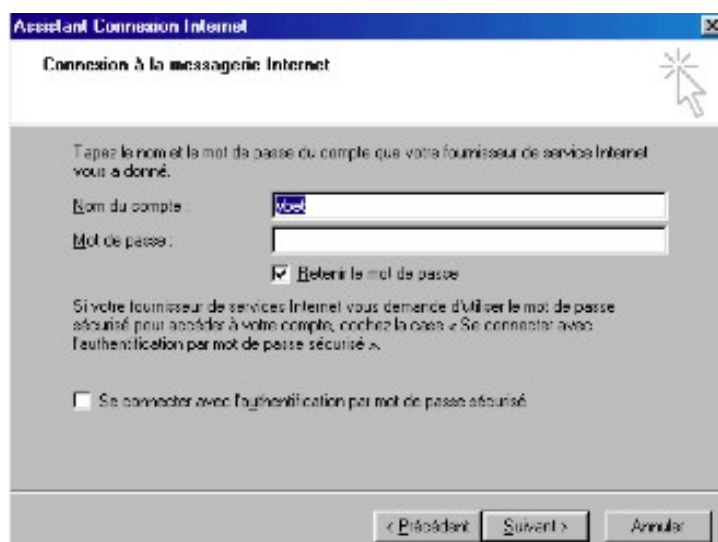 Assistant Connexion Internet
Connexion à la messagerie Internet
Tapez le nom et le mot de passe du compte que votre fournisseur de service Internet
vous a donné.
Nom du compte :
Mot de passe :
Retenir le mot de passe
Si votre fournisseur de services Internet vous demande d'utiliser le mot de passe
sécurisé pour accéder à votre compte, cochez la case « Se connecter avec
l'authentification par mot de passe sécurisé ».
Se connecter avec l'authentification par mot de passe sécurisé
< Précédent
Suivant >
Annuler